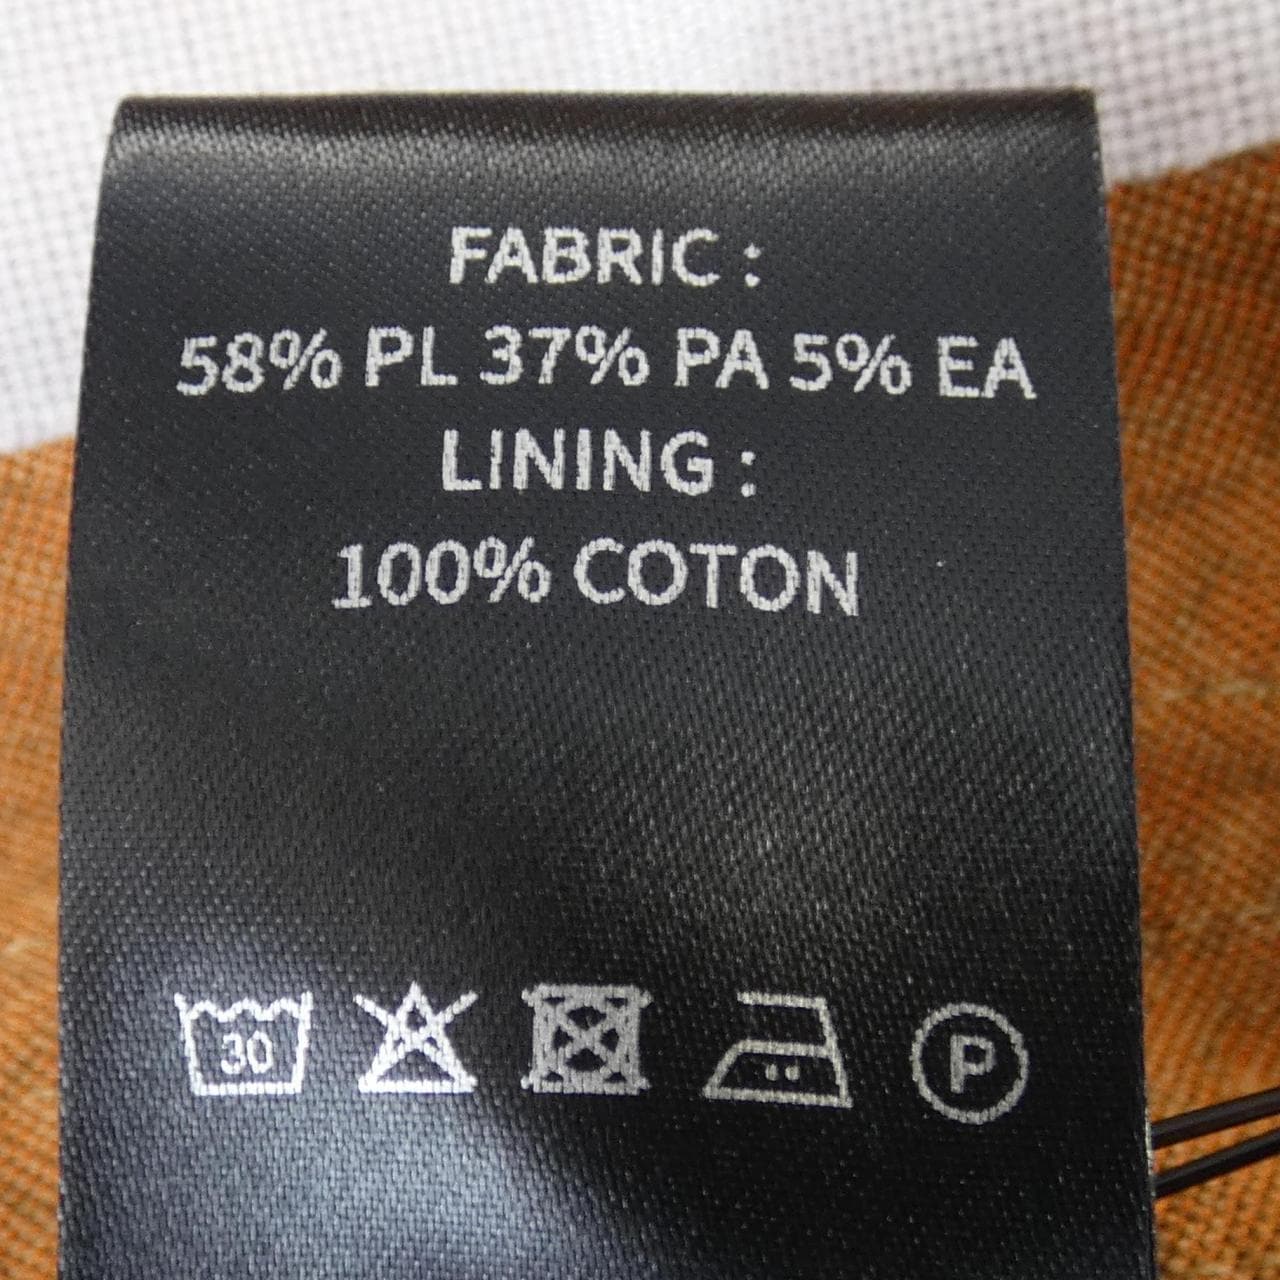 FABRIC :
58% PL 37% PA 5% EA
LINING :
100% COTON
30
P